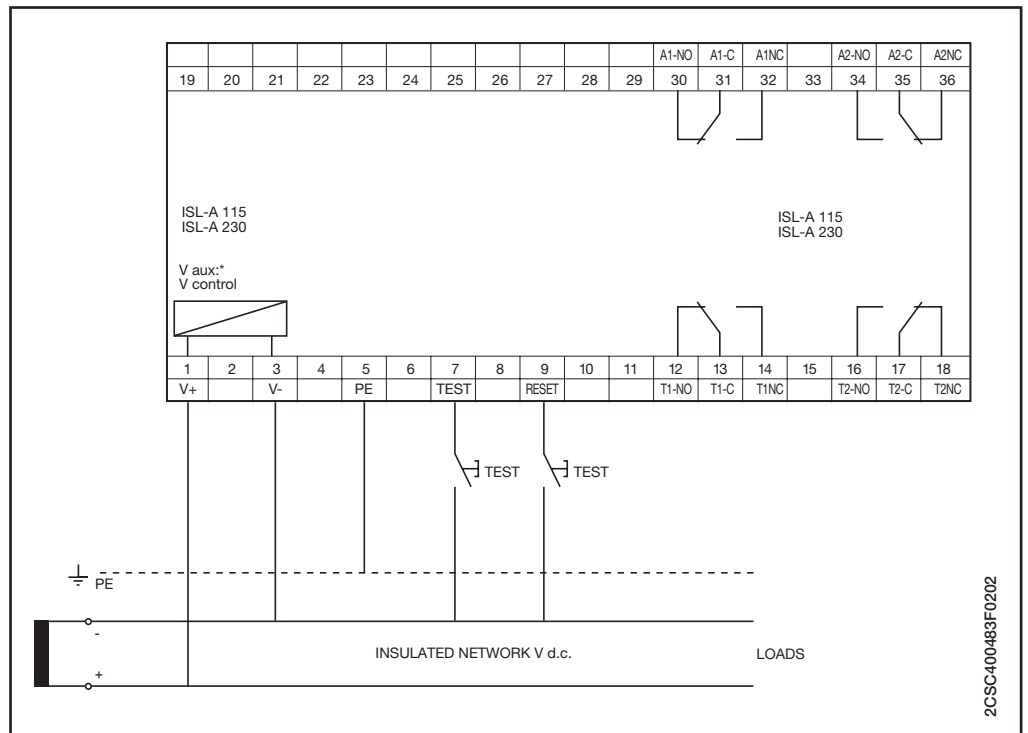 A1-NO A1-C A1NC A2-NO A2-C A2NC
19 20 21 22 23 24 25 26 27 28 29 30 31 32 33 34 35 36
ISL-A 115
ISL-A 230
ISL-A 115
ISL-A 230
V aux:*
V control
1 2 3 4 5 6 7 8 9 10 11 12 13 14 15 16 17 18
V+ V- PE TEST RESET T1-NO T1-C T1NC T2-NO T2-C T2NC
TEST TEST
PE
-
INSULATED NETWORK V d.c. LOADS
+
2CSC400483F0202